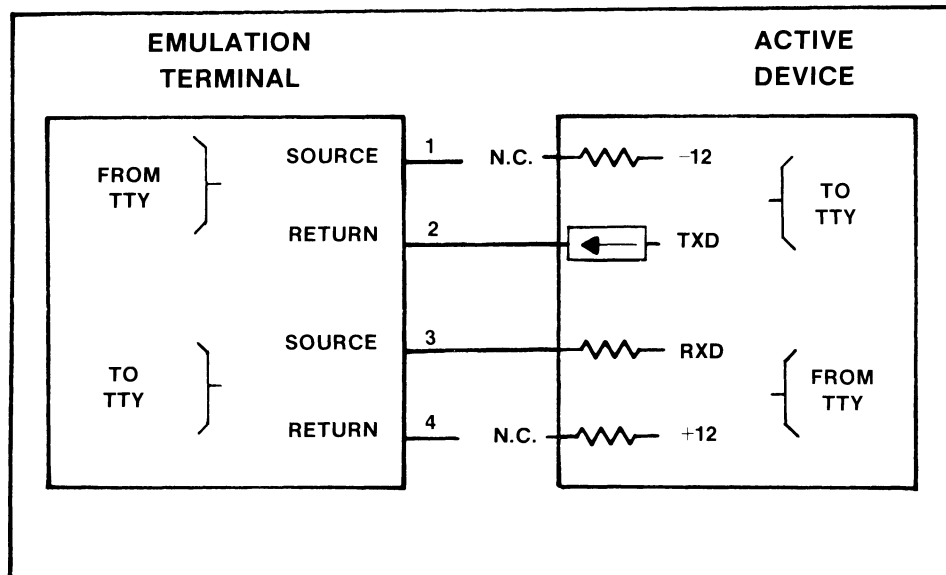 EMULATION
TERMINAL
ACTIVE
DEVICE
FROM
TTY
SOURCE
1
N.C.
−12
RETURN
2
TXD
TO
TTY
SOURCE
3
RXD
TO
TTY
RETURN
4
N.C.
+12
FROM
TTY